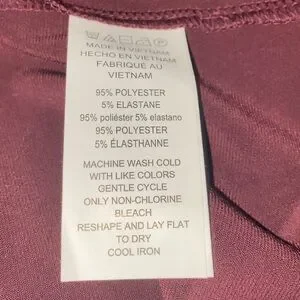 MADE IN VIETNAM
HECHO EN VIETNAM
FABRIQUE AU
VIETNAM
95% POLYESTER
5% ELASTANE
95% poliéster 5% elastano
95% POLYESTER
5% ÉLASTHANNE
MACHINE WASH COLD
WITH LIKE COLORS
GENTLE CYCLE
ONLY NON-CHLORINE
BLEACH
RESHAPE AND LAY FLAT
TO DRY
COOL IRON